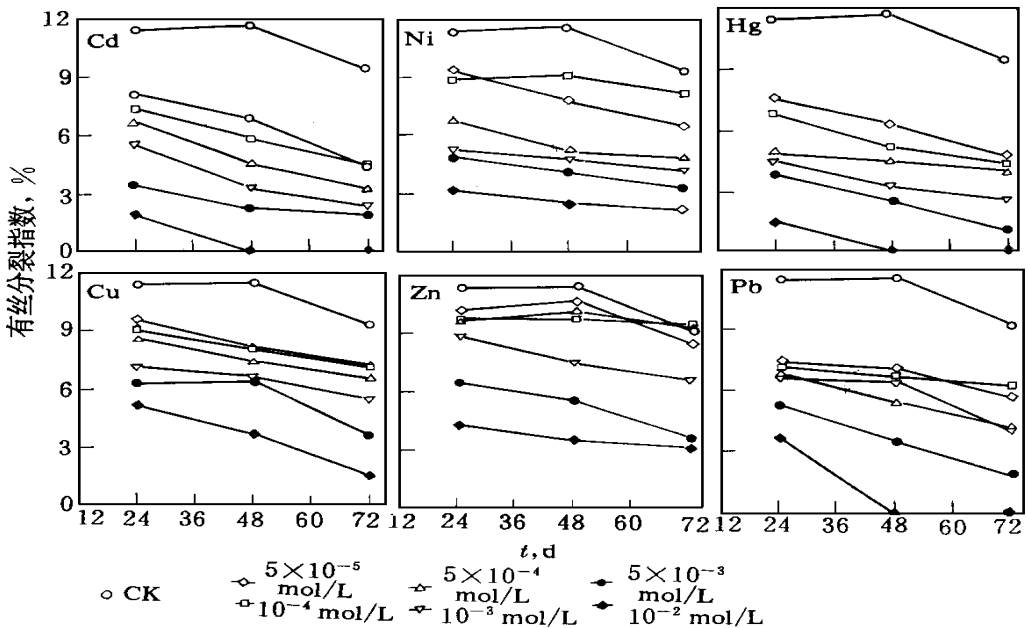 有丝分裂指数, %
12
9
6
3
0
Cd
Ni
Hg
12
9
6
3
0
Cu
Zn
Pb
12 24 36 48 60 72
12 24 36 48 60 72
12 24 36 48 60 72
t, d
CK
5×10⁻⁵ mol/L
10⁻⁴ mol/L
5×10⁻⁴ mol/L
10⁻³ mol/L
5×10⁻³ mol/L
10⁻² mol/L